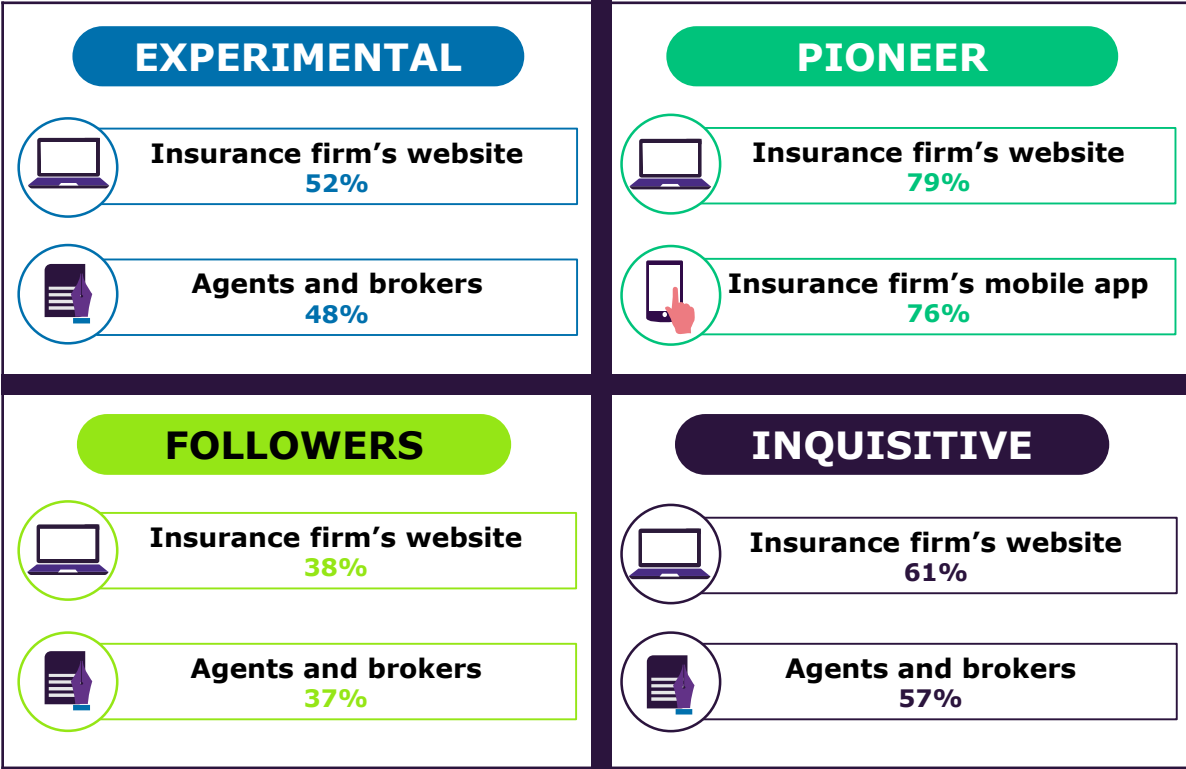 EXPERIMENTAL
Insurance firm’s website
52%
Agents and brokers
48%
PIONEER
Insurance firm’s website
79%
Insurance firm’s mobile app
76%
FOLLOWERS
Insurance firm’s website
38%
Agents and brokers
37%
INQUISITIVE
Insurance firm’s website
61%
Agents and brokers
57%